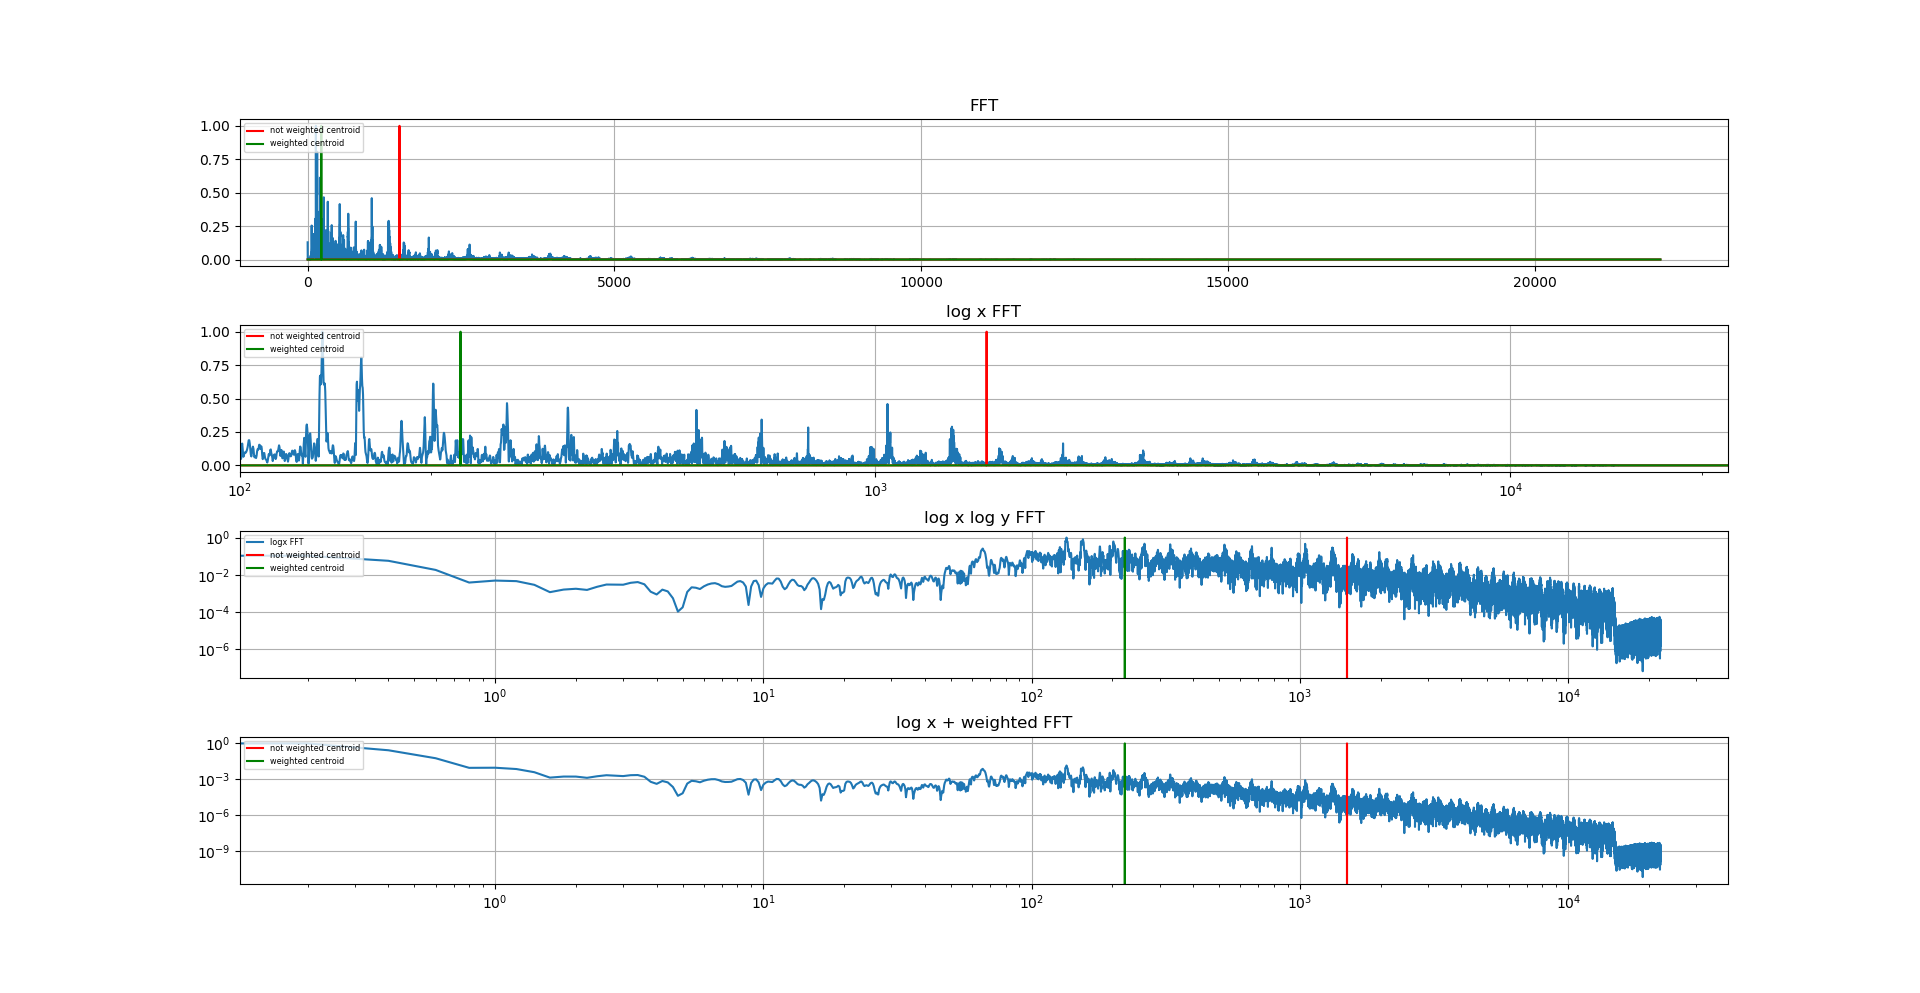 FFT
not weighted centroid
weighted centroid
1.00
0.75
0.50
0.25
0.00
0 5000 10000 15000 20000
log x FFT
not weighted centroid
weighted centroid
1.00
0.75
0.50
0.25
0.00
10² 10³ 10⁴
log x log y FFT
logx FFT
not weighted centroid
weighted centroid
10⁰
10⁻²
10⁻⁴
10⁻⁶
10⁰ 10¹ 10² 10³ 10⁴
log x + weighted FFT
not weighted centroid
weighted centroid
10⁰
10⁻³
10⁻⁶
10⁻⁹
10⁰ 10¹ 10² 10³ 10⁴